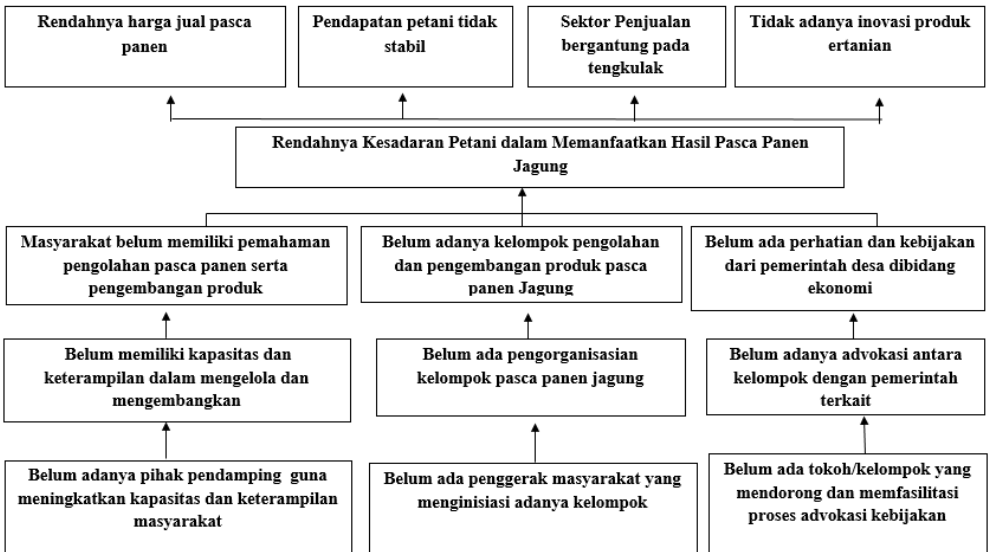 Rendahnya harga jual pasca
panen
Pendapatan petani tidak
stabil
Sektor Penjualan
bergantung pada
tengkulak
Tidak adanya inovasi produk
ertanian
Rendahnya Kesadaran Petani dalam Memanfaatkan Hasil Pasca Panen
Jagung
Masyarakat belum memiliki pemahaman
pengolahan pasca panen serta
pengembangan produk
Belum adanya kelompok pengolahan
dan pengembangan produk pasca
panen Jagung
Belum ada perhatian dan kebijakan
dari pemerintah desa dibidang
ekonomi
Belum memiliki kapasitas dan
keterampilan dalam mengelola dan
mengembangkan
Belum ada pengorganisasian
kelompok pasca panen jagung
Belum adanya advokasi antara
kelompok dengan pemerintah
terkait
Belum adanya pihak pendamping guna
meningkatkan kapasitas dan keterampilan
masyarakat
Belum ada penggerak masyarakat yang
menginisiasi adanya kelompok
Belum ada tokoh/kelompok yang
mendorong dan memfasilitasi
proses advokasi kebijakan